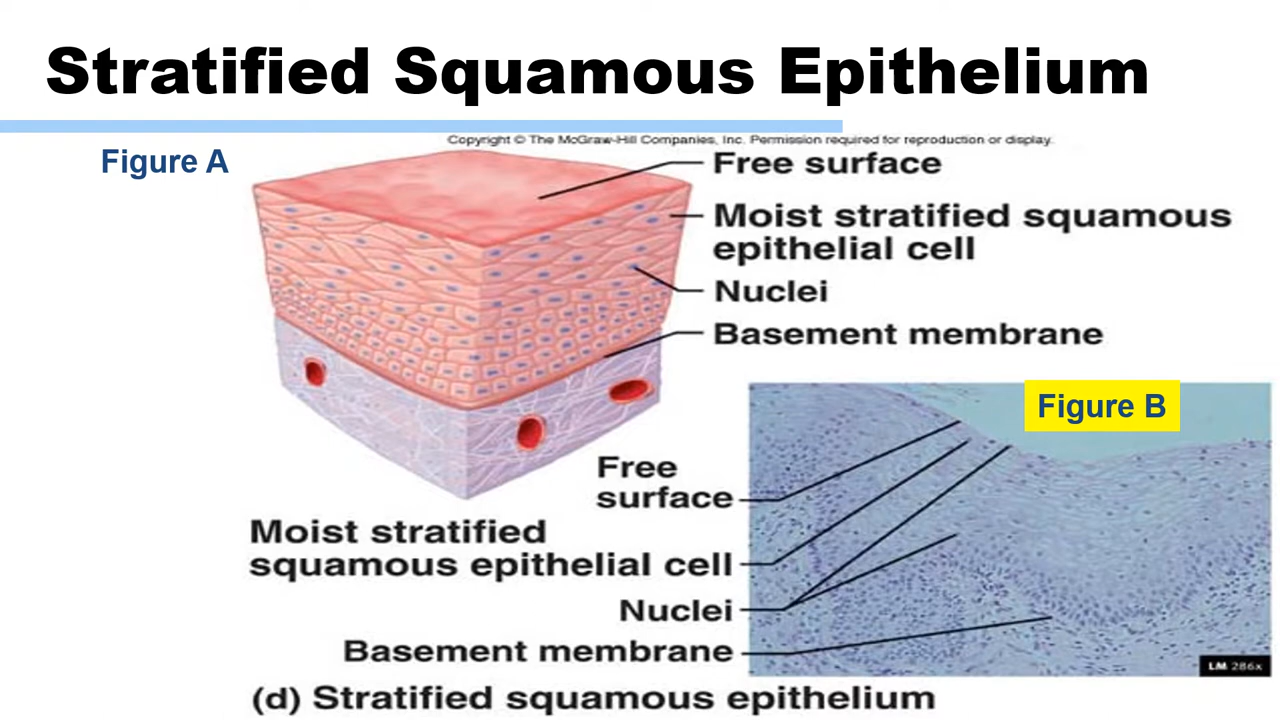 Stratified Squamous Epithelium
Copyright © The McGraw-Hill Companies, Inc. Permission required for reproduction or display.
Figure A
Free surface
Moist stratified squamous
epithelial cell
Nuclei
Basement membrane
Figure B
Free
surface
Moist stratified
squamous epithelial cell
Nuclei
Basement membrane
LM 286x
(d) Stratified squamous epithelium